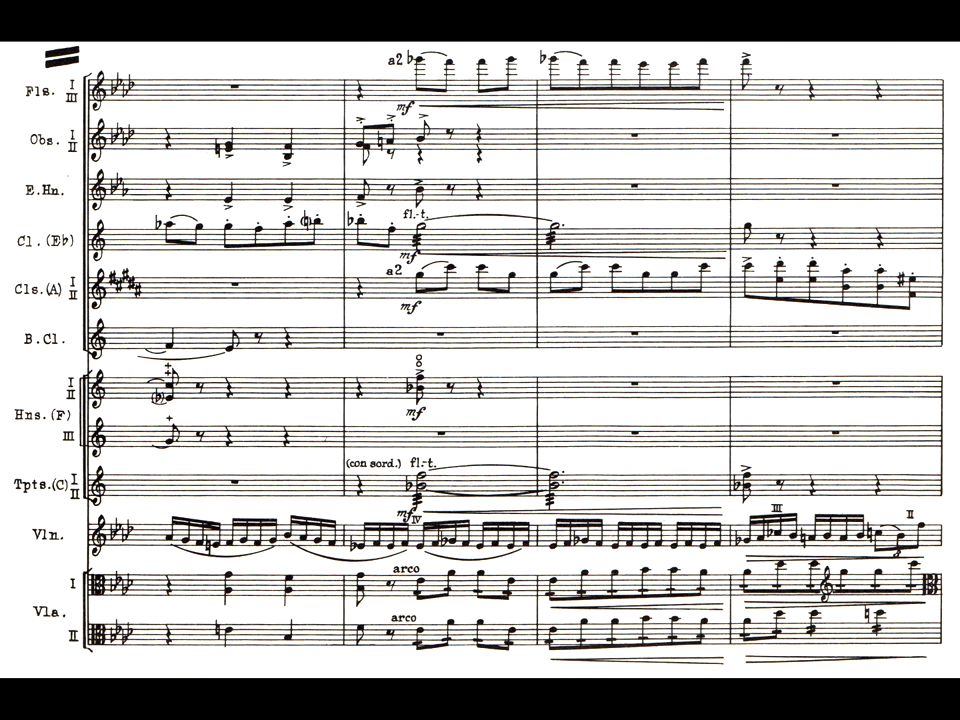 a2
Fls. I III
mf
Obs. I II
E.Hn.
fl.-t.
Cl.(E♭)
mf
a2
Cls.(A) I II
mf
B.Cl.
I II
Hns.(F)
mf
III
(con sord.) fl.-t.
Tpts.(C) I II
mf
IV III II
Vln.
3
arco
I
Vla.
arco
II